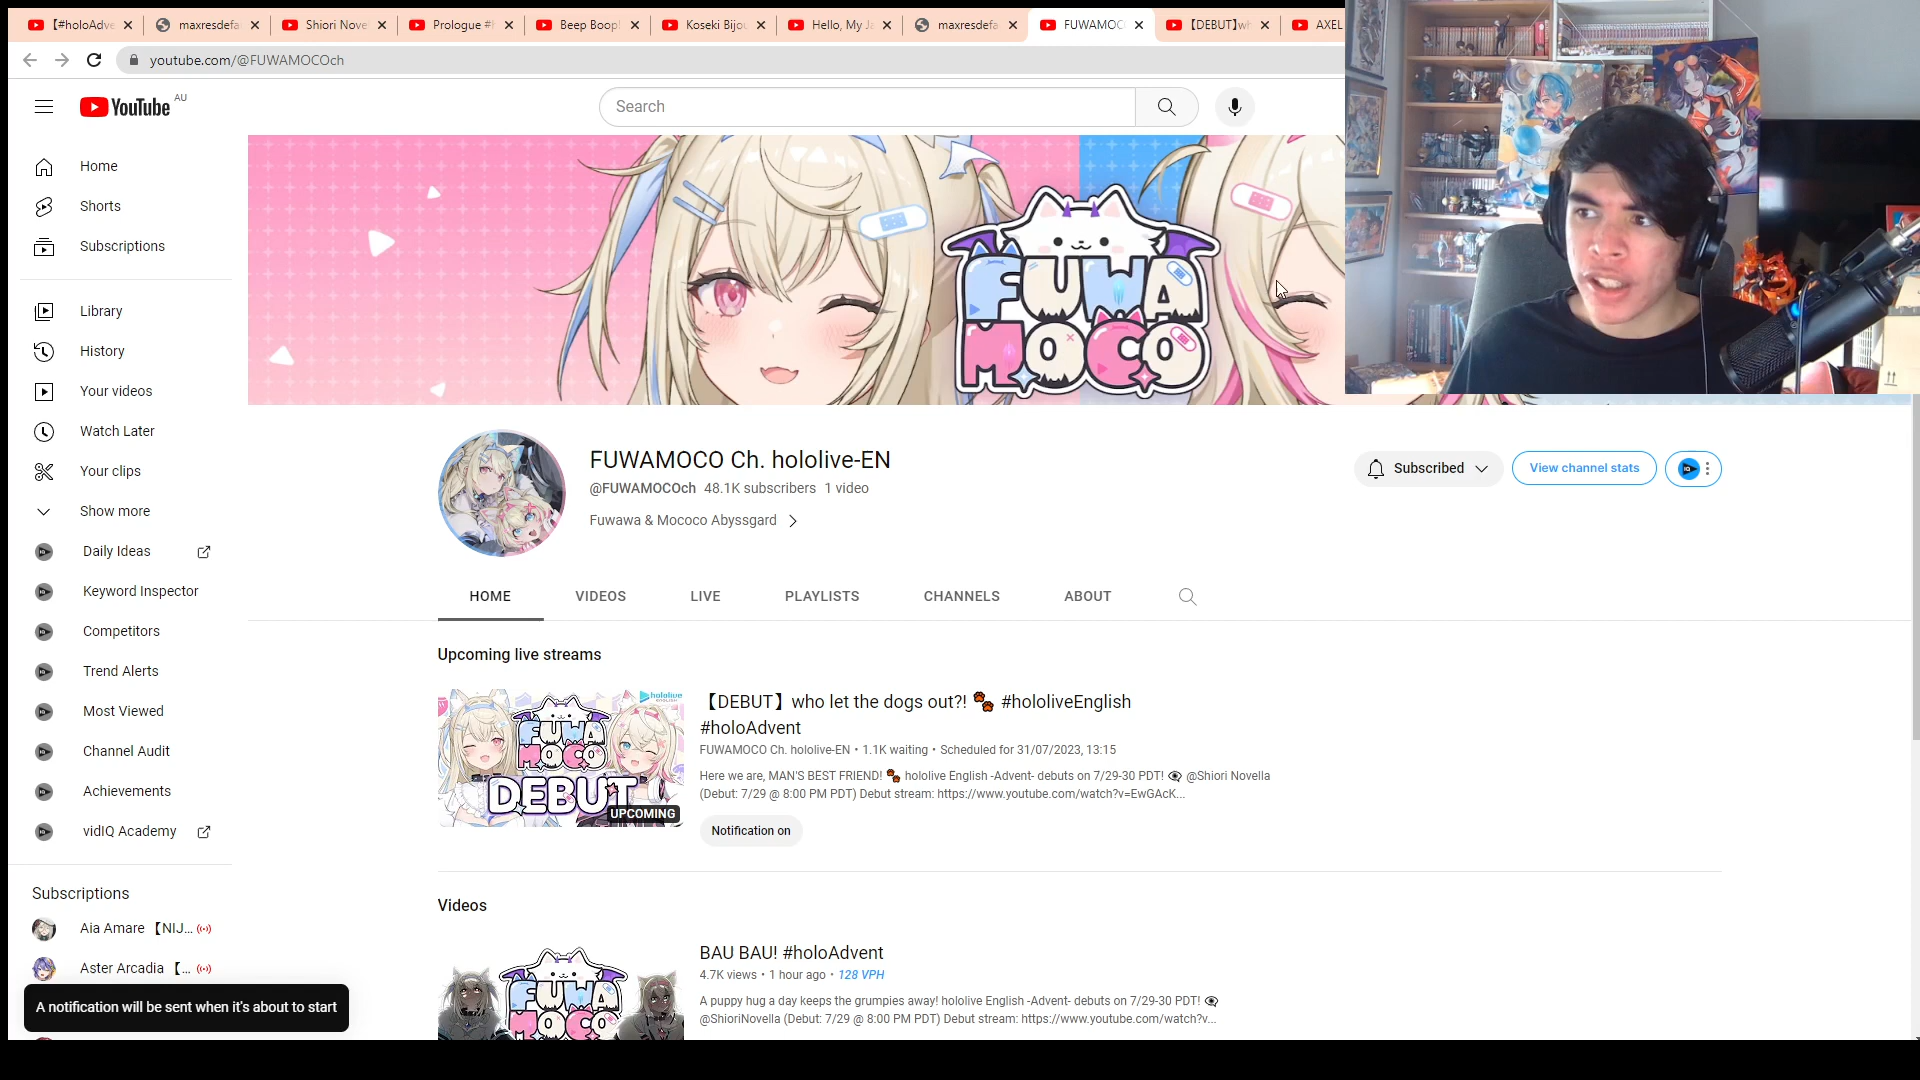 【#holoAdve
maxresdefa
Shiori Nove
Prologue #
Beep Boop
Koseki Bijou
Hello, My Ja
maxresdefa
FUWAMOC
【DEBUT】wh
AXEL
youtube.com/@FUWAMOCOch
YouTube AU
Search
Home
Shorts
Subscriptions
Library
History
Your videos
Watch Later
Your clips
Show more
Daily Ideas
Keyword Inspector
Competitors
Trend Alerts
Most Viewed
Channel Audit
Achievements
vidIQ Academy
Subscriptions
Aia Amare 【NIJ...
Aster Arcadia 【...
A notification will be sent when it's about to start
FUWA
MOCO
FUWAMOCO Ch. hololive-EN
@FUWAMOCOch 48.1K subscribers 1 video
Fuwawa & Mococo Abyssgard
Subscribed
View channel stats
HOME VIDEOS LIVE PLAYLISTS CHANNELS ABOUT
Upcoming live streams
hololive
FUWA
MOCO
DEBUT
UPCOMING
【DEBUT】who let the dogs out?! 🐾 #hololiveEnglish
#holoAdvent
FUWAMOCO Ch. hololive-EN • 1.1K waiting • Scheduled for 31/07/2023, 13:15
Here we are, MAN'S BEST FRIEND! 🐾 hololive English -Advent- debuts on 7/29-30 PDT! 👁‍🗨 @Shiori Novella
(Debut: 7/29 @ 8:00 PM PDT) Debut stream: https://www.youtube.com/watch?v=EwGAcK...
Notification on
Videos
FUWA
MOCO
BAU BAU! #holoAdvent
4.7K views • 1 hour ago • 128 VPH
A puppy hug a day keeps the grumpies away! hololive English -Advent- debuts on 7/29-30 PDT! 👁‍🗨
@ShioriNovella (Debut: 7/29 @ 8:00 PM PDT) Debut stream: https://www.youtube.com/watch?v...